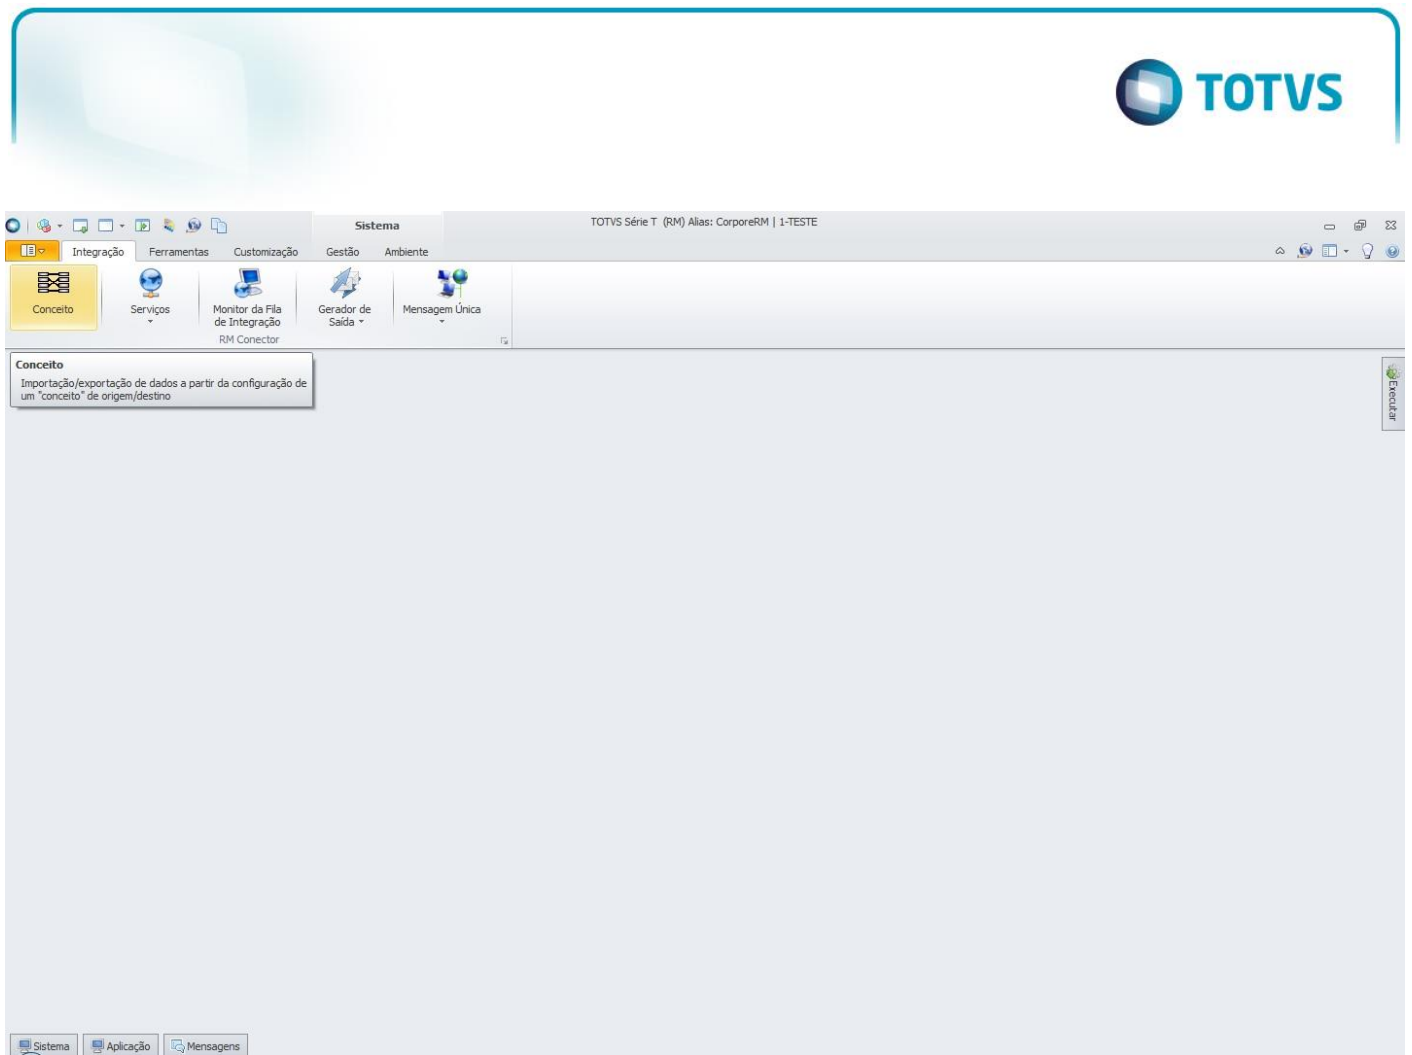 TOTVS
Sistema
TOTVS Série T (RM) Alias: CorporeRM | 1-TESTE
Integração Ferramentas Customização Gestão Ambiente
Conceito
Serviços
Monitor da Fila
de Integração
Gerador de
Saída
Mensagem Única
RM Conector
Conceito
Importação/exportação de dados a partir da configuração de
um "conceito" de origem/destino
Executar
Sistema Aplicação Mensagens